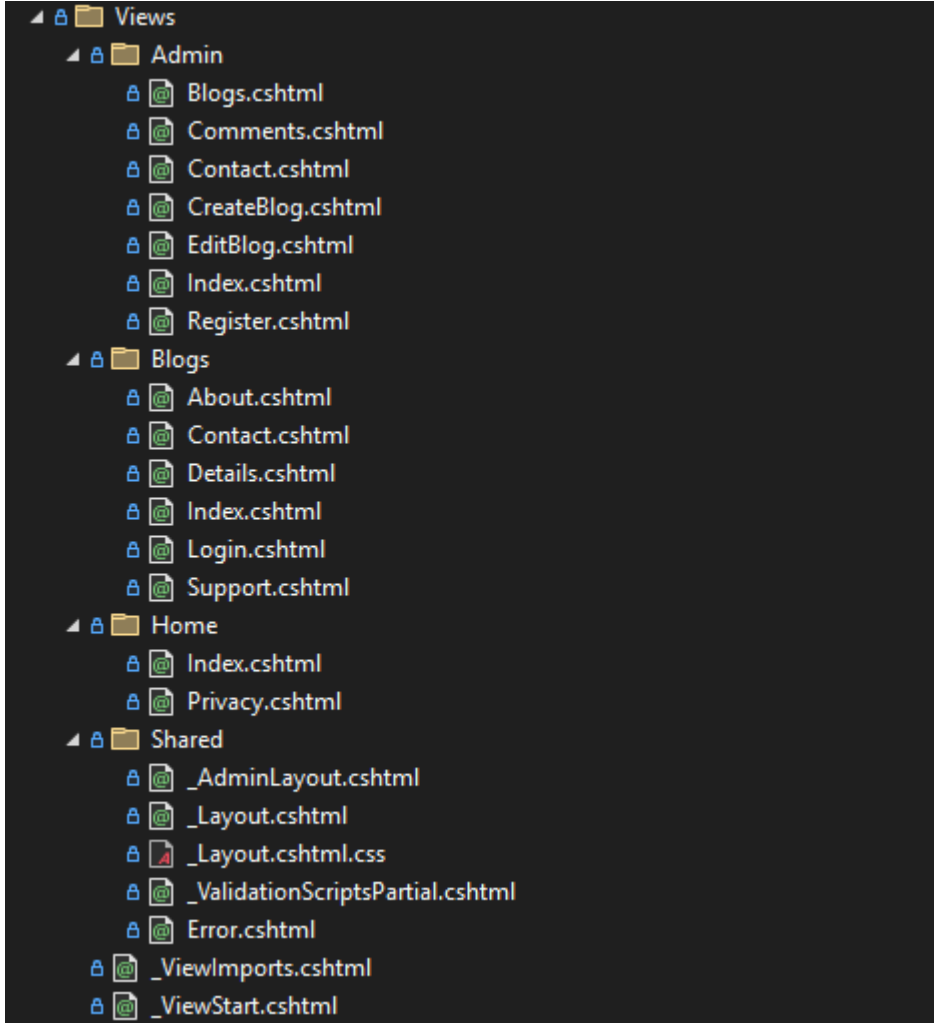 Views
Admin
Blogs.cshtml
Comments.cshtml
Contact.cshtml
CreateBlog.cshtml
EditBlog.cshtml
Index.cshtml
Register.cshtml
Blogs
About.cshtml
Contact.cshtml
Details.cshtml
Index.cshtml
Login.cshtml
Support.cshtml
Home
Index.cshtml
Privacy.cshtml
Shared
_AdminLayout.cshtml
_Layout.cshtml
_Layout.cshtml.css
_ValidationScriptsPartial.cshtml
Error.cshtml
_ViewImports.cshtml
_ViewStart.cshtml